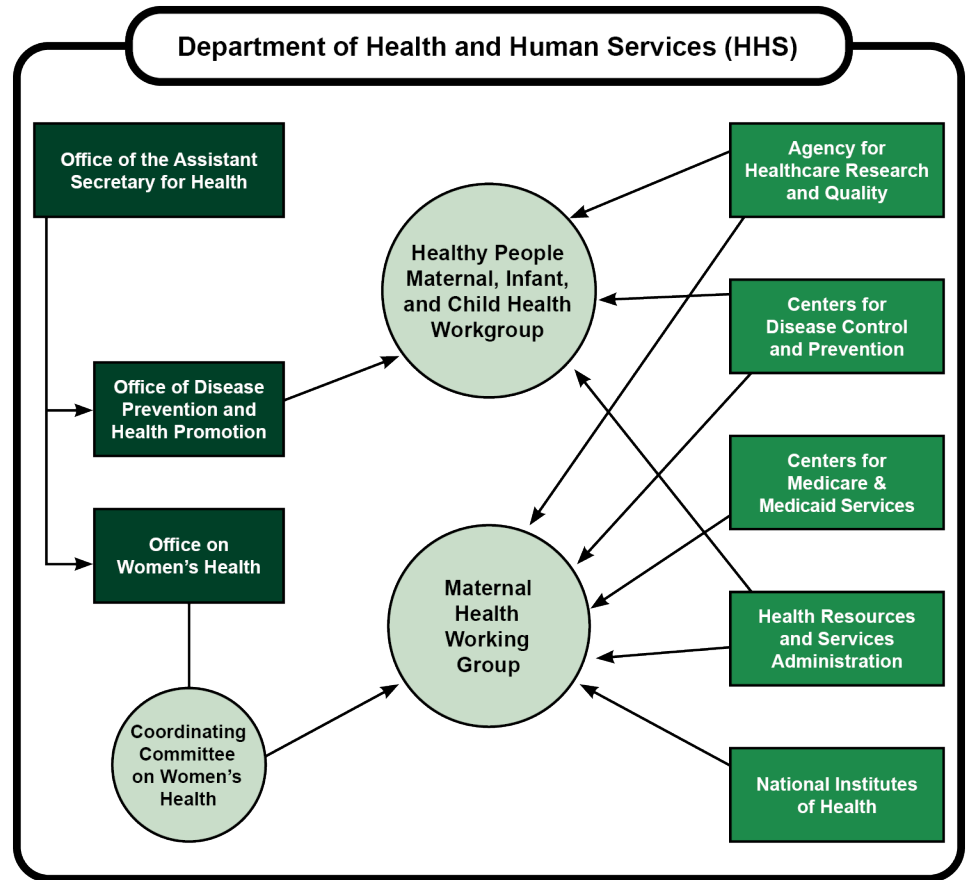 Department of Health and Human Services (HHS)
Office of the Assistant
Secretary for Health
Office of Disease
Prevention and
Health Promotion
Office on
Women’s Health
Coordinating
Committee
on Women’s
Health
Healthy People
Maternal, Infant,
and Child Health
Workgroup
Maternal
Health
Working
Group
Agency for
Healthcare Research
and Quality
Centers for
Disease Control
and Prevention
Centers for
Medicare &
Medicaid Services
Health Resources
and Services
Administration
National Institutes
of Health